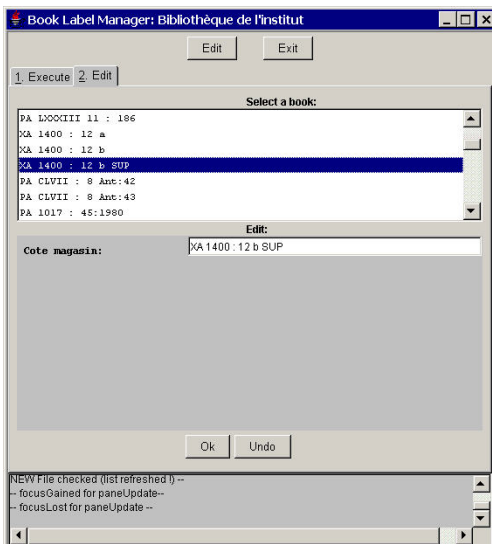 Book Label Manager: Bibliothèque de l'institut
Edit Exit
1. Execute 2. Edit
Select a book:
PA LXXXIII 11 : 186
XA 1400 : 12 a
XA 1400 : 12 b
XA 1400 : 12 b SUP
PA CLVII : 8 Ant:42
PA CLVII : 8 Ant:43
PA 1017 : 45:1980
Edit:
Cote magasin: XA 1400 : 12 b SUP
Ok Undo
NEW File checked (list refreshed !) --
-- focusGained for paneUpdate--
-- focusLost for paneUpdate --